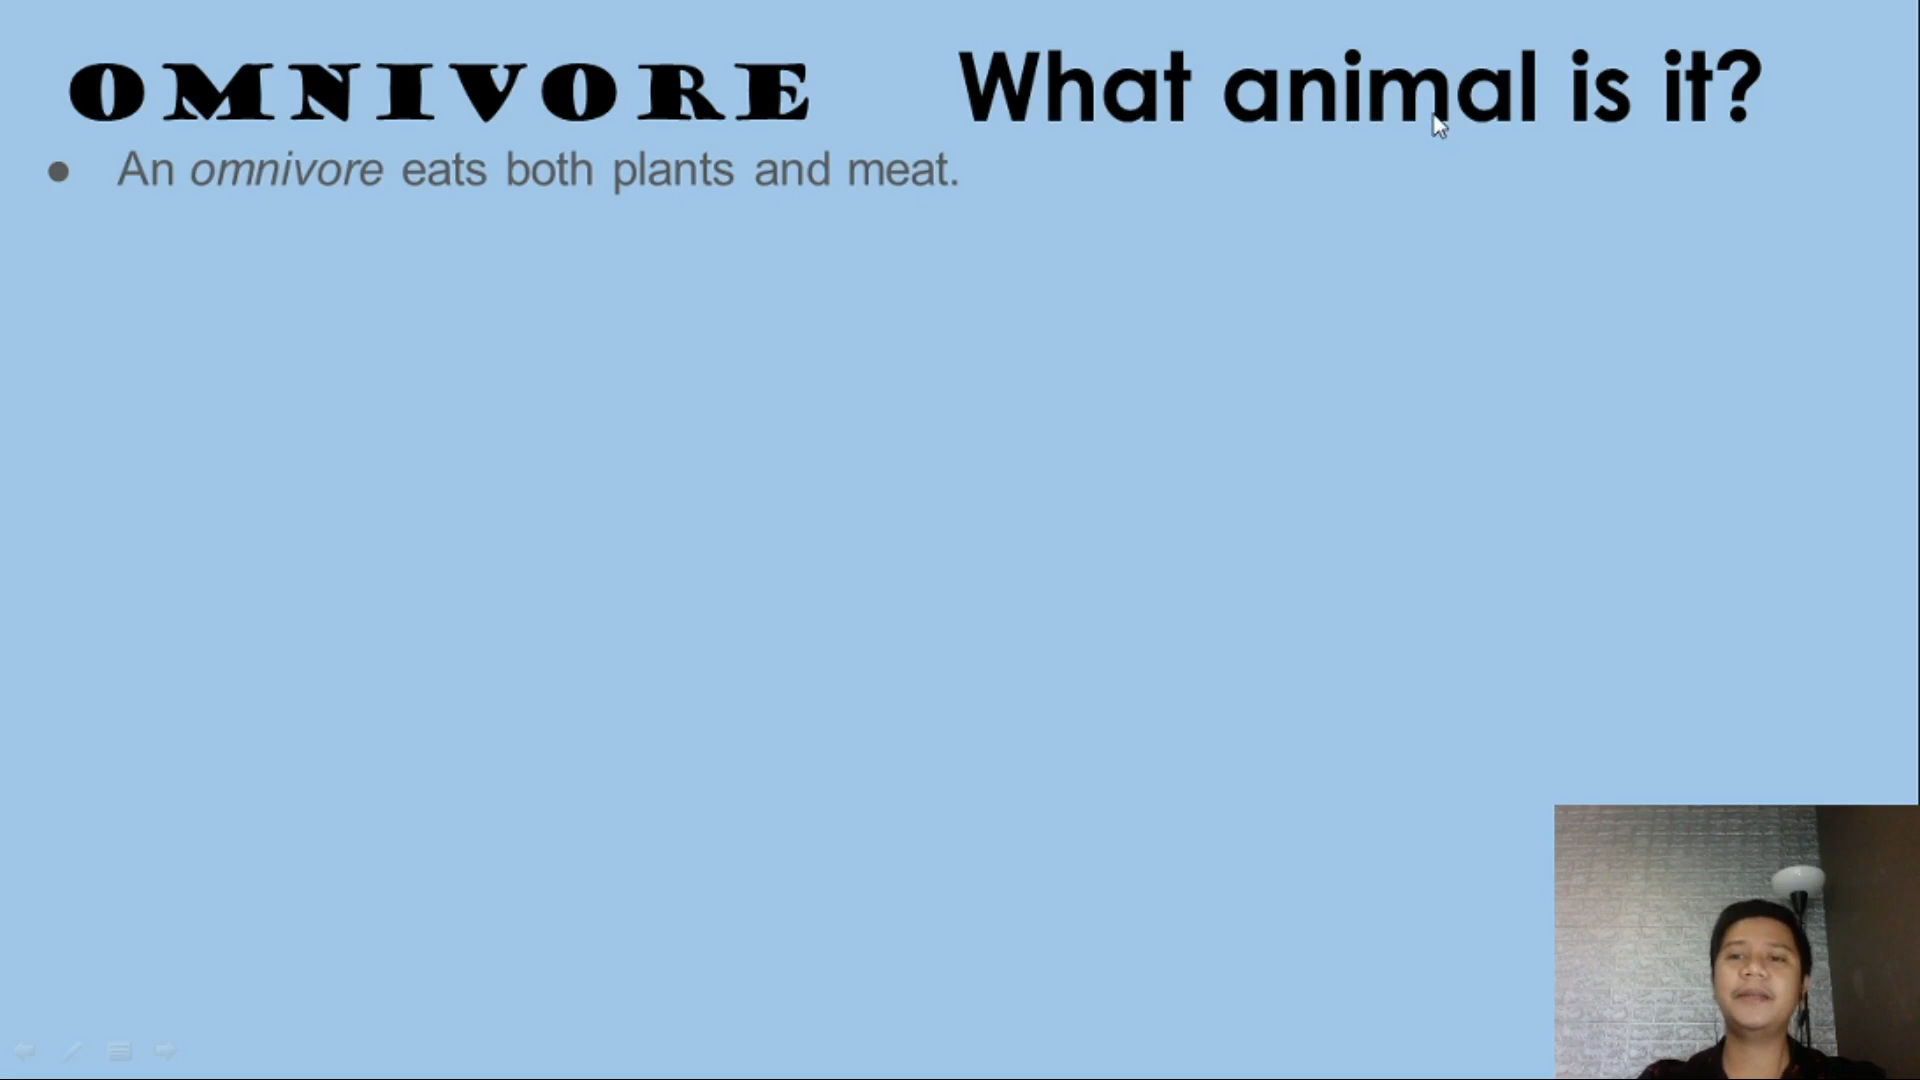 OMNIVORE
What animal is it?
● An omnivore eats both plants and meat.